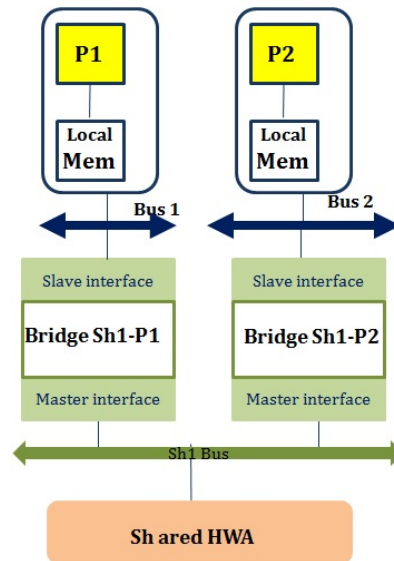 P1
P2
Local
Mem
Local
Mem
Bus 1
Bus 2
Slave interface
Slave interface
Bridge Sh1-P1
Bridge Sh1-P2
Master interface
Master interface
Sh1 Bus
Sh ared HWA